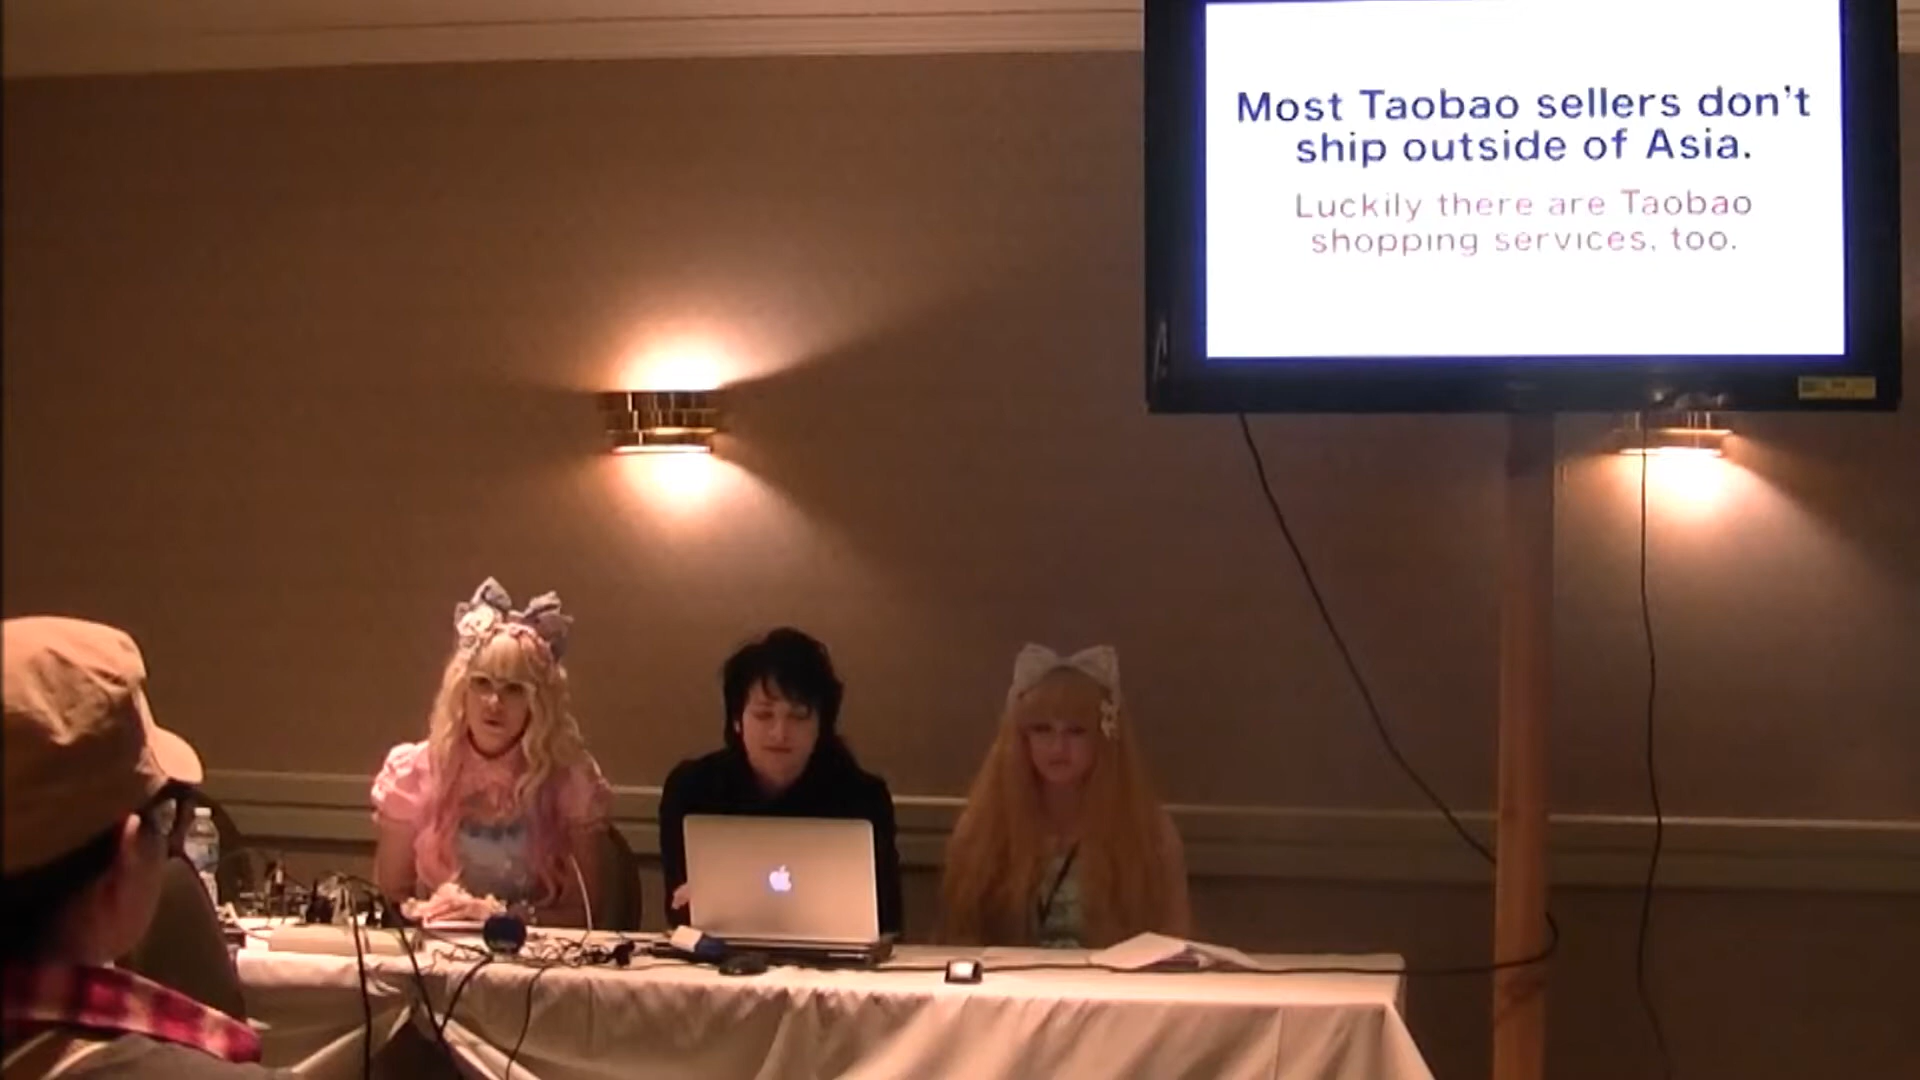 Most Taobao sellers don't
ship outside of Asia.
Luckily there are Taobao
shopping services, too.